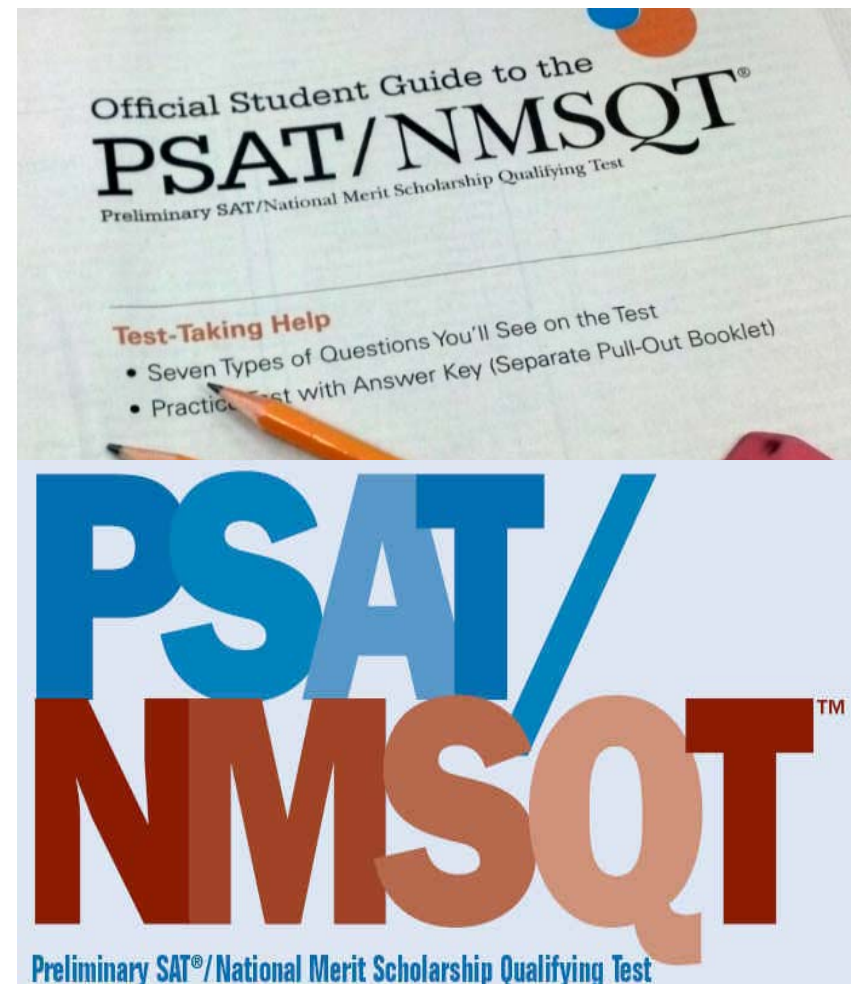 Official Student Guide to the
PSAT/NMSQT®
Preliminary SAT/National Merit Scholarship Qualifying Test
Test-Taking Help
• Seven Types of Questions You'll See on the Test
• Practice Test with Answer Key (Separate Pull-Out Booklet)
PSAT/
NMSQT™
Preliminary SAT®/National Merit Scholarship Qualifying Test